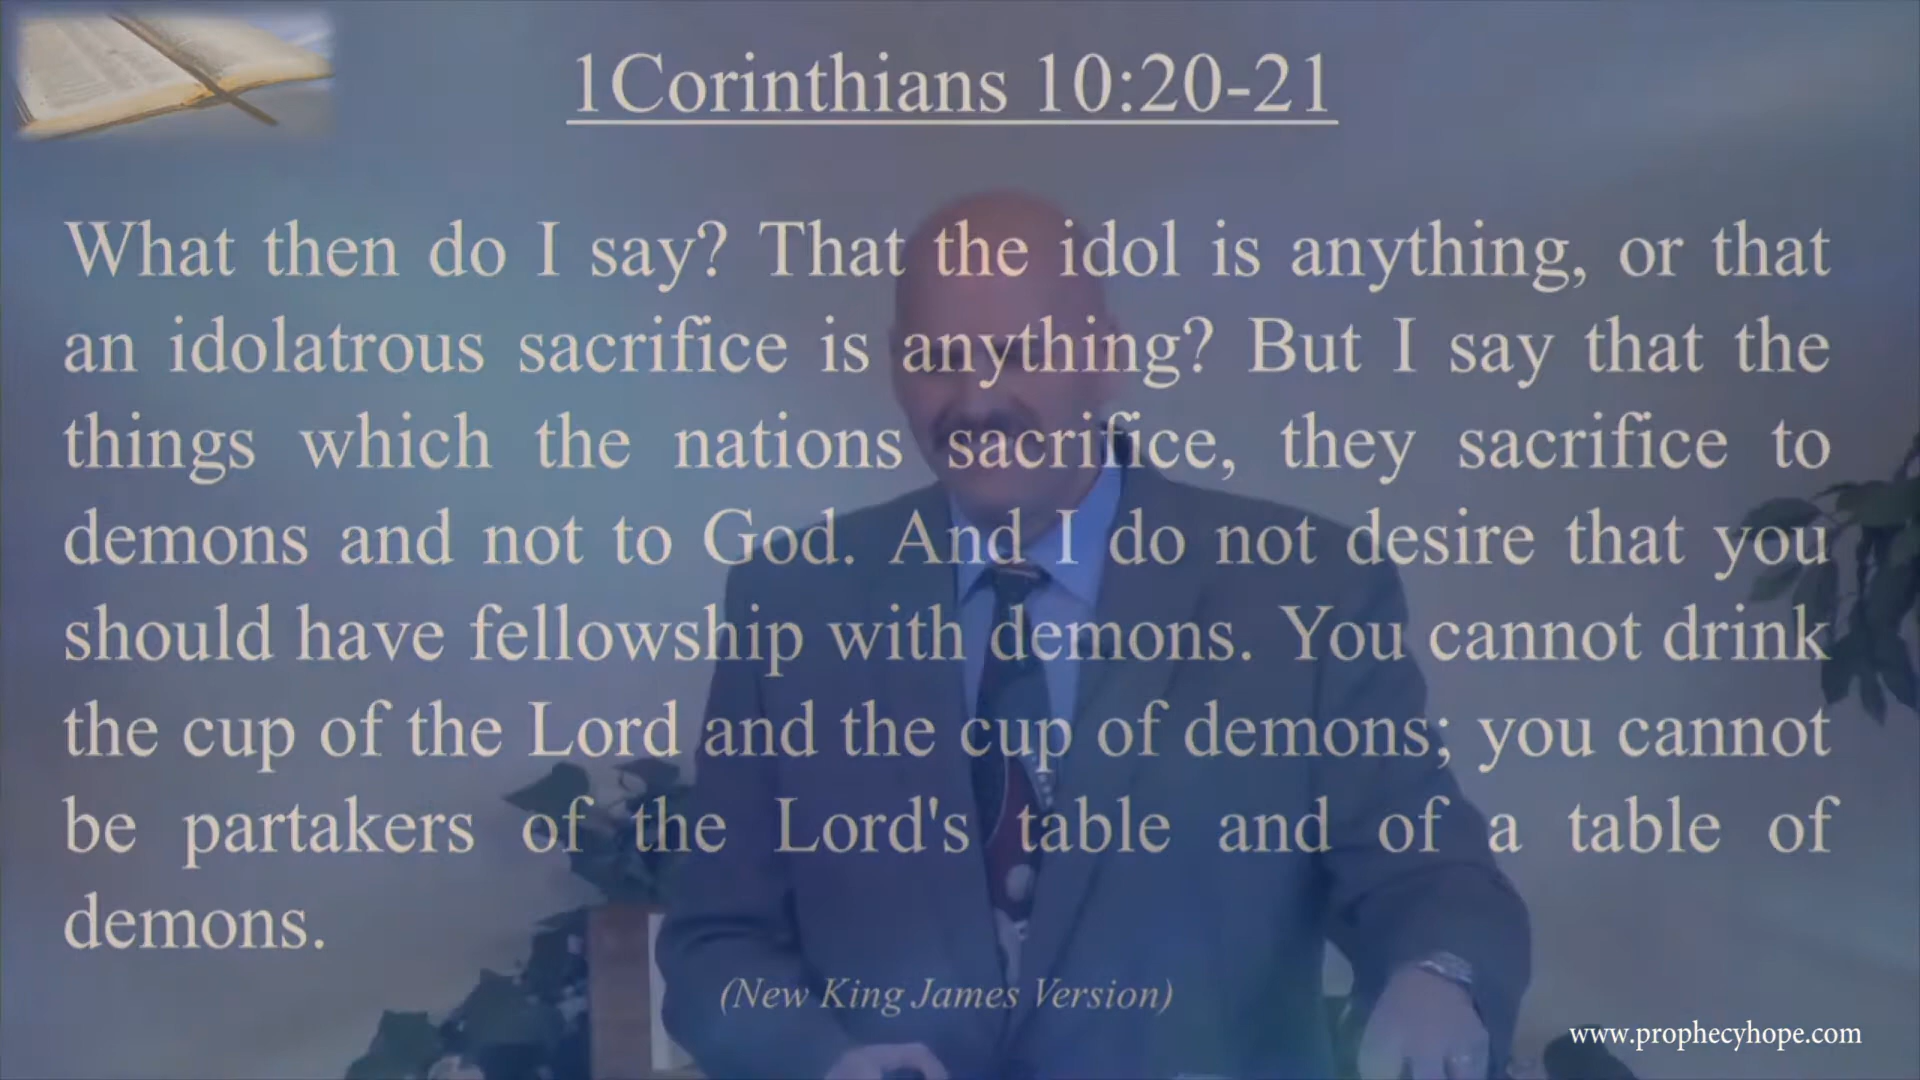 1Corinthians 10:20-21
What then do I say? That the idol is anything, or that
an idolatrous sacrifice is anything? But I say that the
things which the nations sacrifice, they sacrifice to
demons and not to God. And I do not desire that you
should have fellowship with demons. You cannot drink
the cup of the Lord and the cup of demons; you cannot
be partakers of the Lord's table and of a table of
demons.
(New King James Version)
www.prophecyhope.com